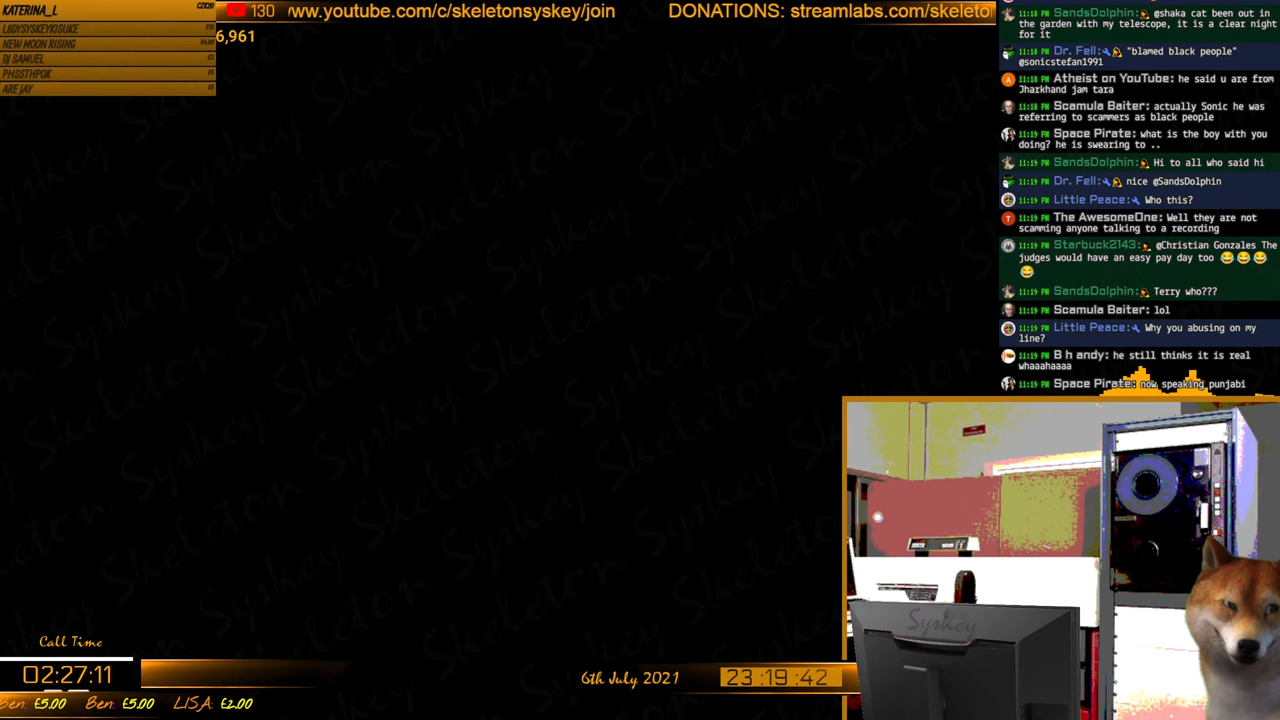 KATERINA_L CZK20
LBDYSYSKEYKISUKE
NEW MOON RISING
DJ SAMUEL
PHSSTHPOK
ARE JAY
130
www.youtube.com/c/skeletonsyskey/join
DONATIONS: streamlabs.com/skeleto
6,961
11:18 PM SandsDolphin: @shaka cat been out in
the garden with my telescope, it is a clear night
for it
11:18 PM Dr. Fell: "blamed black people"
@sonicstefan1991
11:18 PM Atheist on YouTube: he said u are from
Jharkhand jam tara
11:18 PM Scamula Baiter: actually Sonic he was
referring to scammers as black people
11:19 PM Space Pirate: what is the boy with you
doing? he is swearing to ..
11:19 PM SandsDolphin: Hi to all who said hi
11:19 PM Dr. Fell: nice @SandsDolphin
11:19 PM Little Peace: Who this?
11:19 PM The AwesomeOne: Well they are not
scamming anyone talking to a recording
11:19 PM Starbuck2143: @Christian Gonzales The
judges would have an easy pay day too 😂😂😂
😂
11:19 PM SandsDolphin: Terry who???
11:19 PM Scamula Baiter: lol
11:19 PM Little Peace: Why you abusing on my
line?
11:19 PM B h andy: he still thinks it is real
whaaahaaaa
11:19 PM Space Pirate: now speaking punjabi
Skeleton Syskey
Syskey
Call Time
02:27:11
6th July 2021
23:19:42
Ben £5.00 Ben £5.00 LISA £2.00